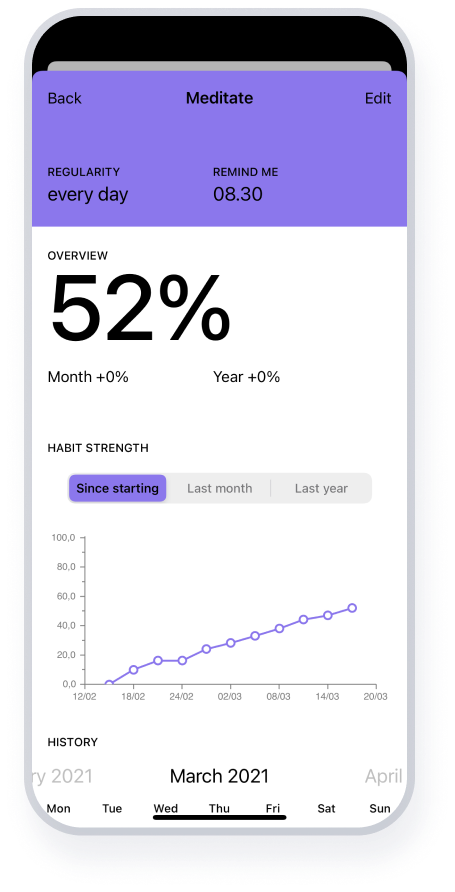 Back Meditate Edit
REGULARITY REMIND ME
every day 08.30
OVERVIEW
52%
Month +0% Year +0%
HABIT STRENGTH
Since starting Last month Last year
100,0
80,0
60,0
40,0
20,0
0,0
12/02 18/02 24/02 02/03 08/03 14/03 20/03
HISTORY
ry 2021 March 2021 April
Mon Tue Wed Thu Fri Sat Sun